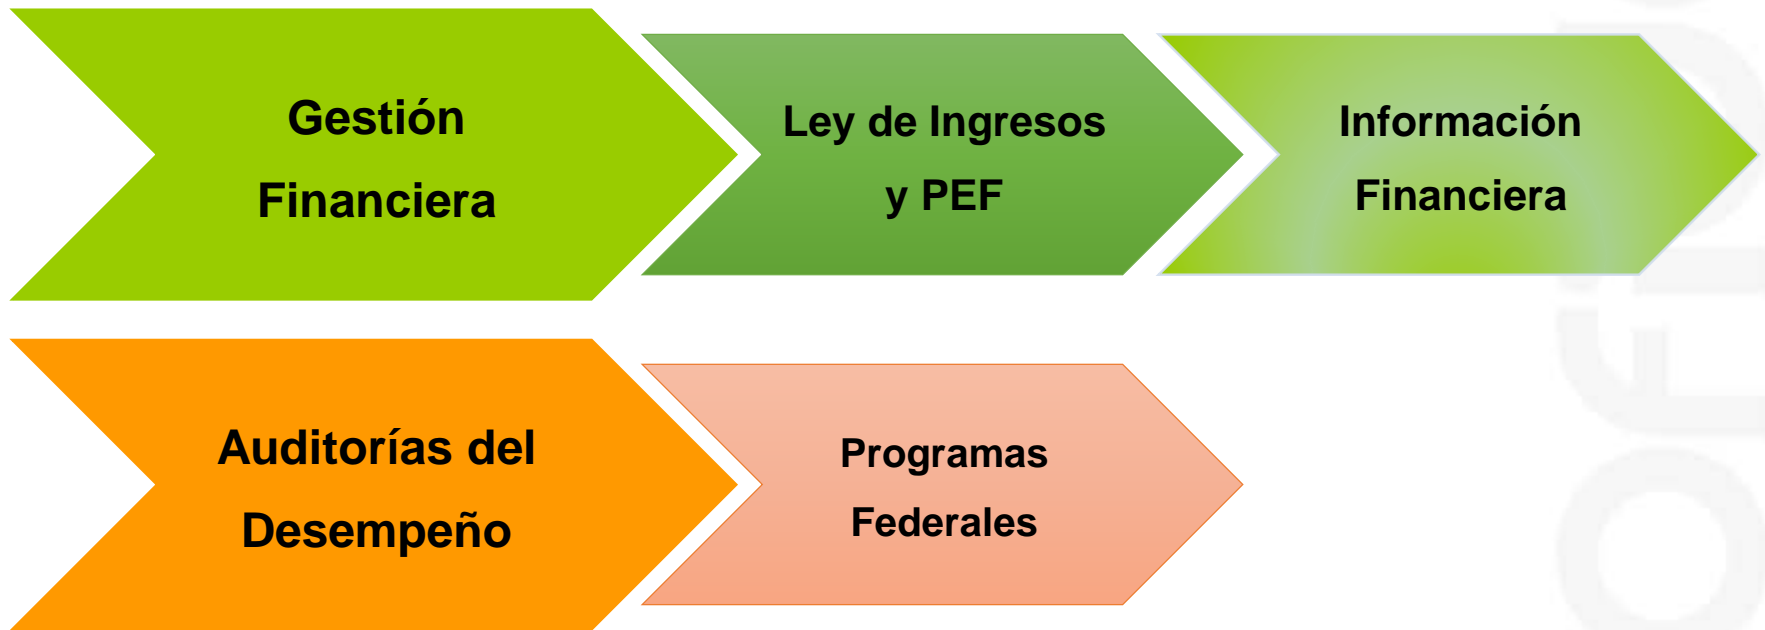 Gestión
Financiera
Ley de Ingresos
y PEF
Información
Financiera
Auditorías del
Desempeño
Programas
Federales